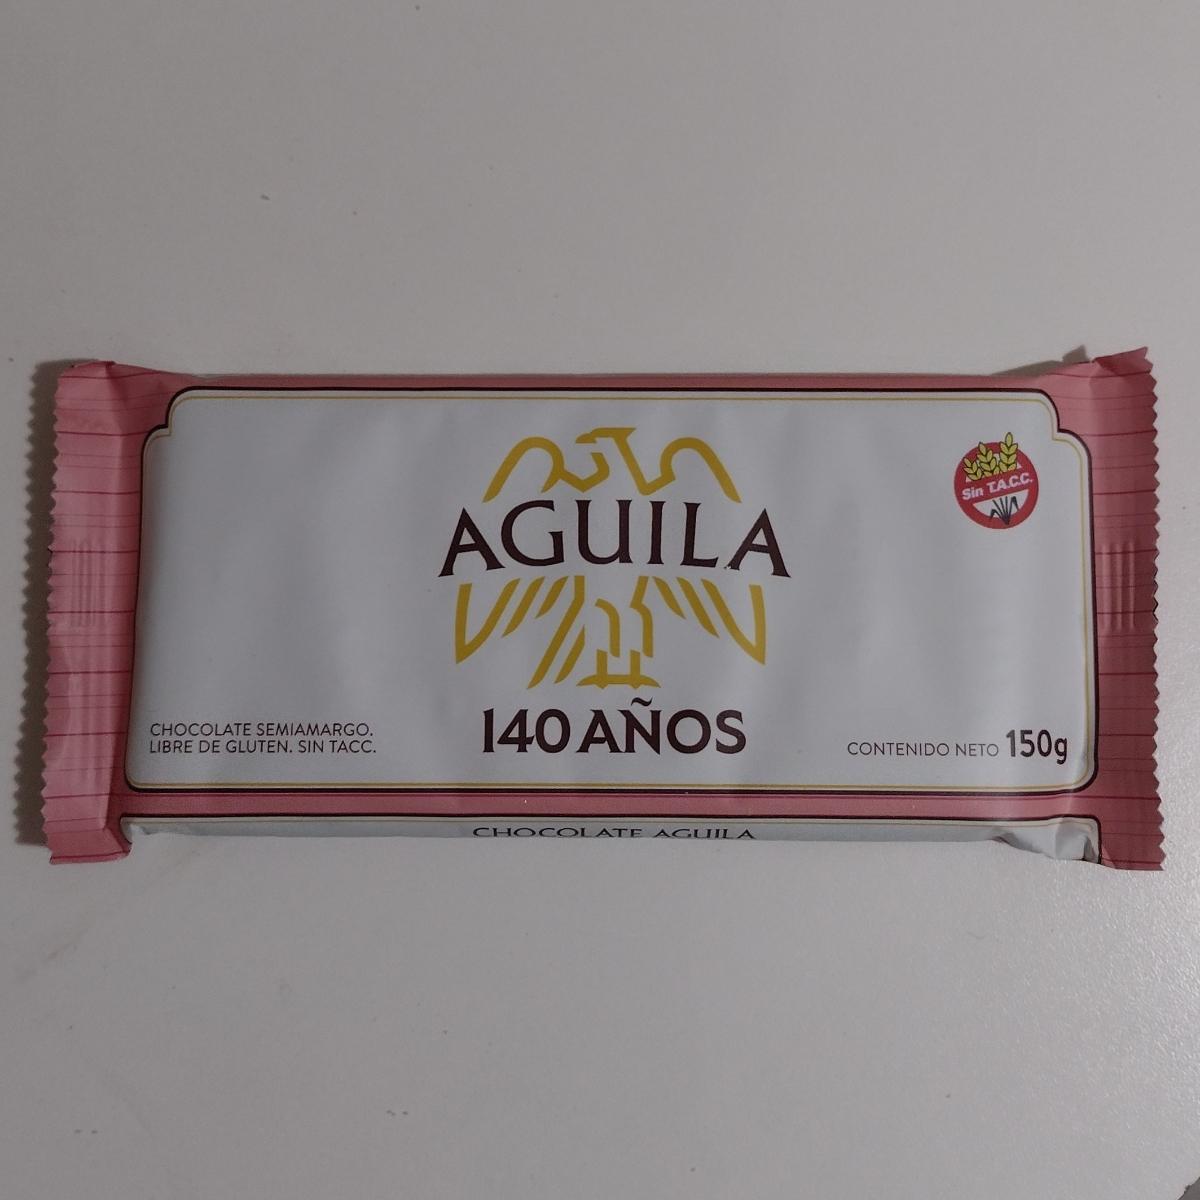 AGUILA
Sin T.A.C.C.
140 AÑOS
CHOCOLATE SEMIAMARGO.
LIBRE DE GLUTEN. SIN TACC.
CONTENIDO NETO 150g
CHOCOLATE AGUILA